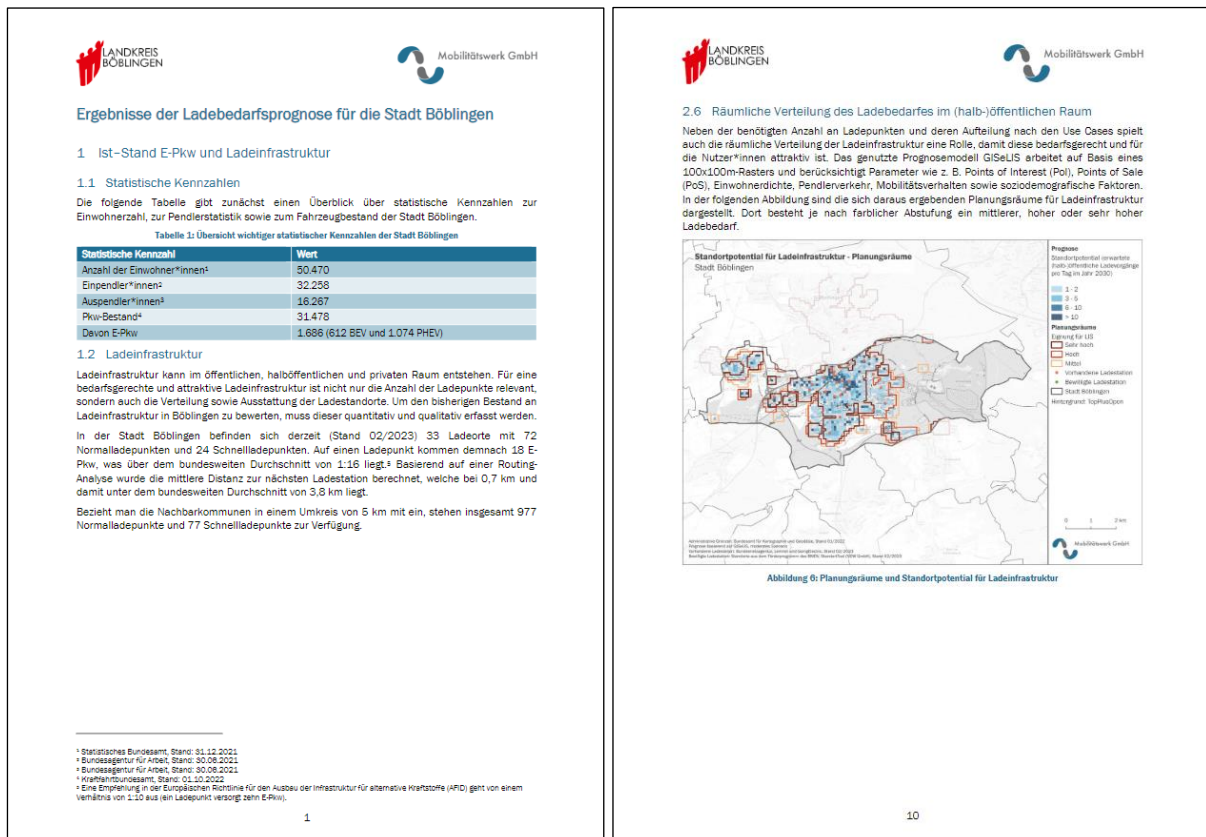 LANDKREIS
BÖBLINGEN
Mobilitätswerk GmbH
Ergebnisse der Ladebedarfsprognose für die Stadt Böblingen
1 Ist–Stand E-Pkw und Ladeinfrastruktur
1.1 Statistische Kennzahlen
Die folgende Tabelle gibt zunächst einen Überblick über statistische Kennzahlen zur
Einwohnerzahl, zur Pendlerstatistik sowie zum Fahrzeugbestand der Stadt Böblingen.
Tabelle 1: Übersicht wichtiger statistischer Kennzahlen der Stadt Böblingen
Statistische Kennzahl Wert
Anzahl der Einwohner*innen¹ 50.470
Einpendler*innen² 32.258
Auspendler*innen³ 16.267
Pkw-Bestand⁴ 31.478
Davon E-Pkw 1.686 (612 BEV und 1.074 PHEV)
1.2 Ladeinfrastruktur
Ladeinfrastruktur kann im öffentlichen, halböffentlichen und privaten Raum entstehen. Für eine
bedarfsgerechte und attraktive Ladeinfrastruktur ist nicht nur die Anzahl der Ladepunkte relevant,
sondern auch die Verteilung sowie Ausstattung der Ladestandorte. Um den bisherigen Bestand an
Ladeinfrastruktur in Böblingen zu bewerten, muss dieser quantitativ und qualitativ erfasst werden.
In der Stadt Böblingen befinden sich derzeit (Stand 02/2023) 33 Ladeorte mit 72
Normalladepunkten und 24 Schnellladepunkten. Auf einen Ladepunkt kommen demnach 18 E-
Pkw, was über dem bundesweiten Durchschnitt von 1:16 liegt.⁵ Basierend auf einer Routing-
Analyse wurde die mittlere Distanz zur nächsten Ladestation berechnet, welche bei 0,7 km und
damit unter dem bundesweiten Durchschnitt von 3,8 km liegt.
Bezieht man die Nachbarkommunen in einem Umkreis von 5 km mit ein, stehen insgesamt 977
Normalladepunkte und 77 Schnellladepunkte zur Verfügung.
¹ Statistisches Bundesamt, Stand: 31.12.2021
² Bundesagentur für Arbeit, Stand: 30.06.2021
³ Bundesagentur für Arbeit, Stand: 30.06.2021
⁴ Kraftfahrtbundesamt, Stand: 01.10.2022
⁵ Eine Empfehlung in der Europäischen Richtlinie für den Ausbau der Infrastruktur für alternative Kraftstoffe (AFID) geht von einem
Verhältnis von 1:10 aus (ein Ladepunkt versorgt zehn E-Pkw).
1
LANDKREIS
BÖBLINGEN
Mobilitätswerk GmbH
2.6 Räumliche Verteilung des Ladebedarfes im (halb-)öffentlichen Raum
Neben der benötigten Anzahl an Ladepunkten und deren Aufteilung nach den Use Cases spielt
auch die räumliche Verteilung der Ladeinfrastruktur eine Rolle, damit diese bedarfsgerecht und für
die Nutzer*innen attraktiv ist. Das genutzte Prognosemodell GISeLIS arbeitet auf Basis eines
100x100m-Rasters und berücksichtigt Parameter wie z. B. Points of Interest (PoI), Points of Sale
(PoS), Einwohnerdichte, Pendlerverkehr, Mobilitätsverhalten sowie soziodemografische Faktoren.
In der folgenden Abbildung sind die sich daraus ergebenden Planungsräume für Ladeinfrastruktur
dargestellt. Dort besteht je nach farblicher Abstufung ein mittlerer, hoher oder sehr hoher
Ladebedarf.
Standortpotential für Ladeinfrastruktur - Planungsräume
Stadt Böblingen
Prognose
Standortpotential (erwartete
(halb-)öffentliche Ladevorgänge
pro Tag im Jahr 2030)
1 - 2
3 - 5
6 - 10
> 10
Planungsräume
Eignung für LIS
Sehr hoch
Hoch
Mittel
Vorhandene Ladestation
Bewilligte Ladestation
Stadt Böblingen
Hintergrund: TopPlusOpen
0 1 2 km
Mobilitätswerk GmbH
Abbildung 6: Planungsräume und Standortpotential für Ladeinfrastruktur
10